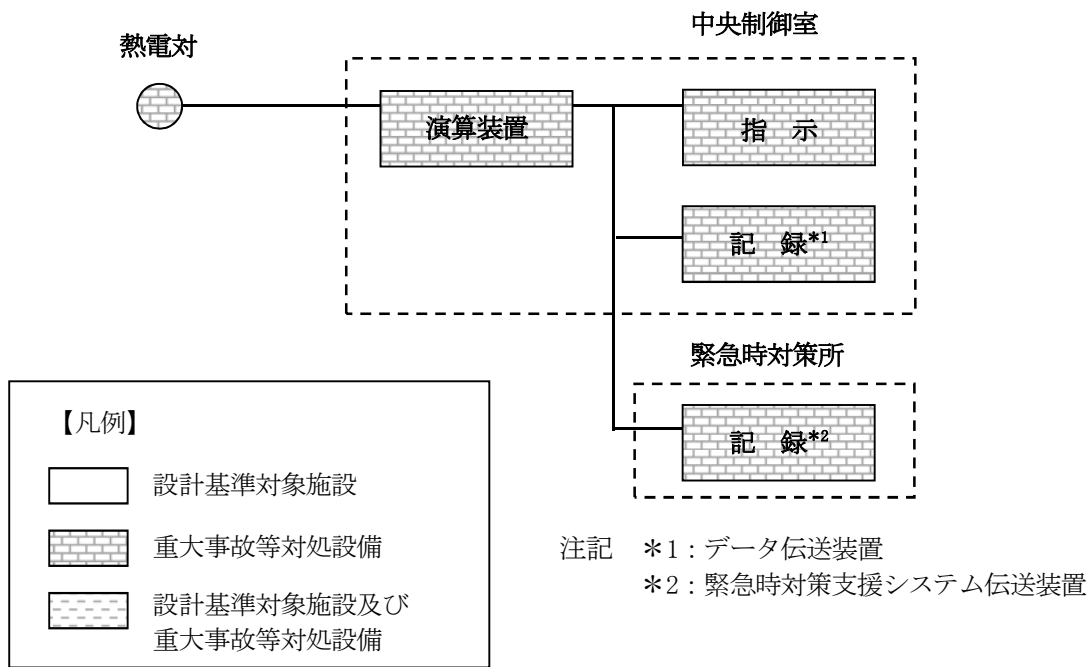 中央制御室
熱電対
演算装置
指　示
記　録*1
緊急時対策所
記　録*2
【凡例】
設計基準対象施設
重大事故等対処設備
設計基準対象施設及び
重大事故等対処設備
注記　＊1：データ伝送装置
＊2：緊急時対策支援システム伝送装置